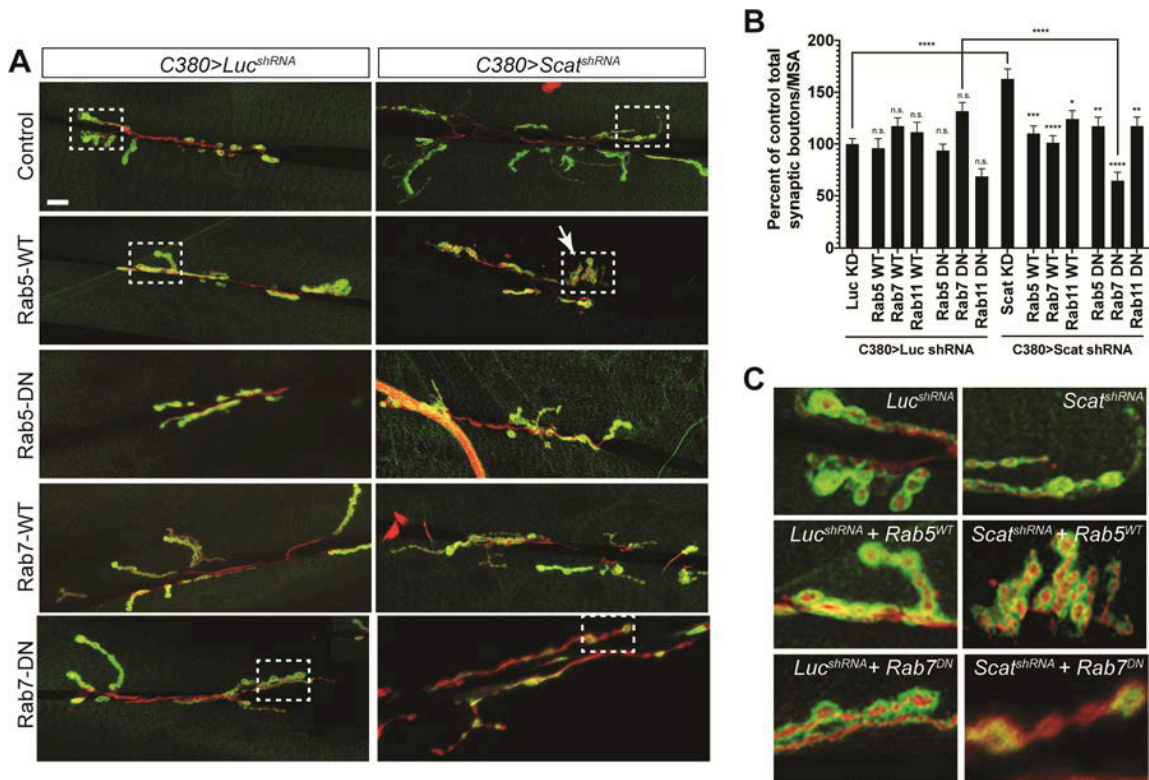 A
C380>Luc^shRNA
C380>Scat^shRNA
Control
Rab5-WT
Rab5-DN
Rab7-WT
Rab7-DN
B
Percent of control total
synaptic boutons/MSA
200
150
100
50
0
****
****
n.s.
n.s.
n.s.
n.s.
n.s.
n.s.
***
****
*
**
****
**
Luc KD
Rab5 WT
Rab7 WT
Rab11 WT
Rab5 DN
Rab7 DN
Rab11 DN
Scat KD
Rab5 WT
Rab7 WT
Rab11 WT
Rab5 DN
Rab7 DN
Rab11 DN
C380>Luc shRNA
C380>Scat shRNA
C
Luc^shRNA
Scat^shRNA
Luc^shRNA + Rab5^WT
Scat^shRNA + Rab5^WT
Luc^shRNA + Rab7^DN
Scat^shRNA + Rab7^DN